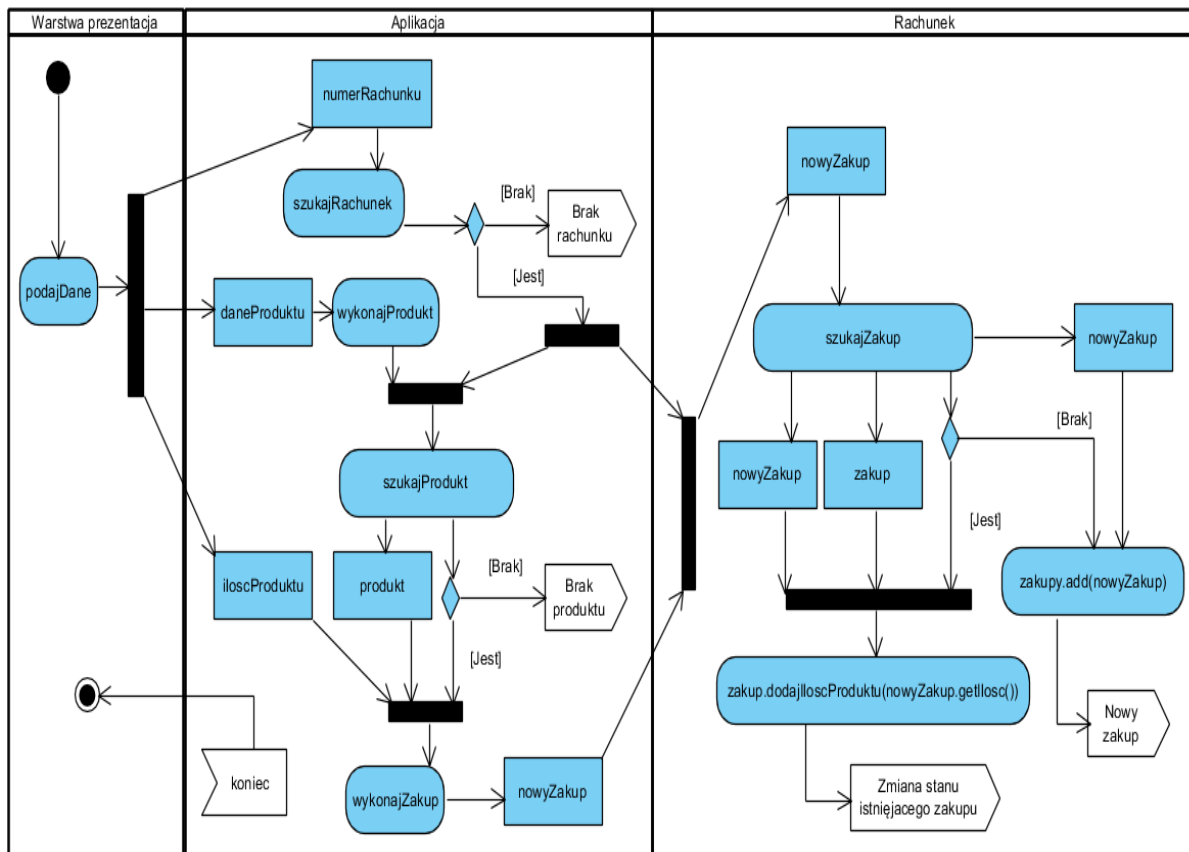 Warstwa prezentacja
Aplikacja
Rachunek
numerRachunku
szukajRachunek
[Brak]
Brak
rachunku
[Jest]
podajDane
daneProduktu
wykonajProdukt
szukajProdukt
iloscProduktu
produkt
[Brak]
Brak
produktu
[Jest]
koniec
wykonajZakup
nowyZakup
nowyZakup
szukajZakup
nowyZakup
[Brak]
nowyZakup
zakup
[Jest]
zakupy.add(nowyZakup)
zakup.dodajIloscProduktu(nowyZakup.getIlosc())
Nowy
zakup
Zmiana stanu
istniejacego zakupu